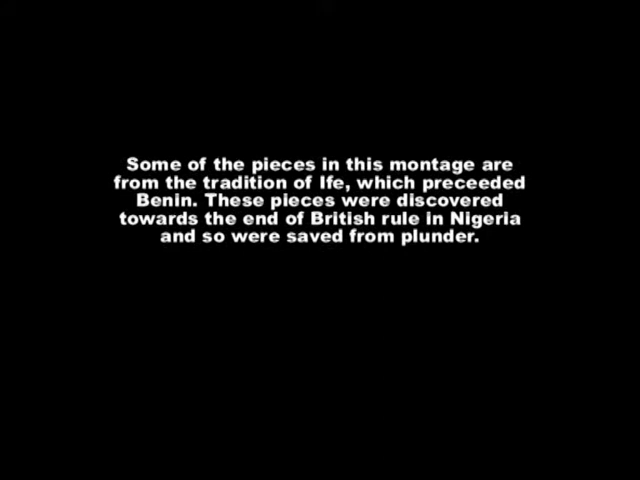 Some of the pieces in this montage are
from the tradition of Ife, which preceeded
Benin. These pieces were discovered
towards the end of British rule in Nigeria
and so were saved from plunder.